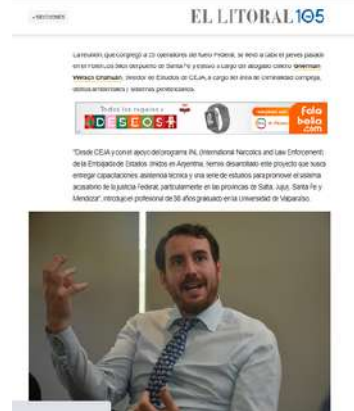 + SECCIONES
EL LITORAL 105
La reunión, que congregó a 25 operadores del fuero Federal, se llevó a cabo el jueves pasado
en el Foro Los Silos del puerto de Santa Fe y estuvo a cargo del abogado chileno
director de Estudios de CEJA, a cargo del área de criminalidad compleja,
delitos ambientales y sistemas penitenciarios.
Todos los regalos x
DESEOS
fala
bella
.com
"Desde CEJA y con el apoyo del programa INL (International Narcotics and Law Enforcement)
de la Embajada de Estados Unidos en Argentina, hemos desarrollado este proyecto que busca
entregar capacitaciones, asistencia técnica y una serie de estudios para promover el sistema
acusatorio de la justicia Federal, particularmente en las provincias de Salta, Jujuy, Santa Fe y
Mendoza", introdujo el profesional de 36 años graduado en la Universidad de Valparaíso.